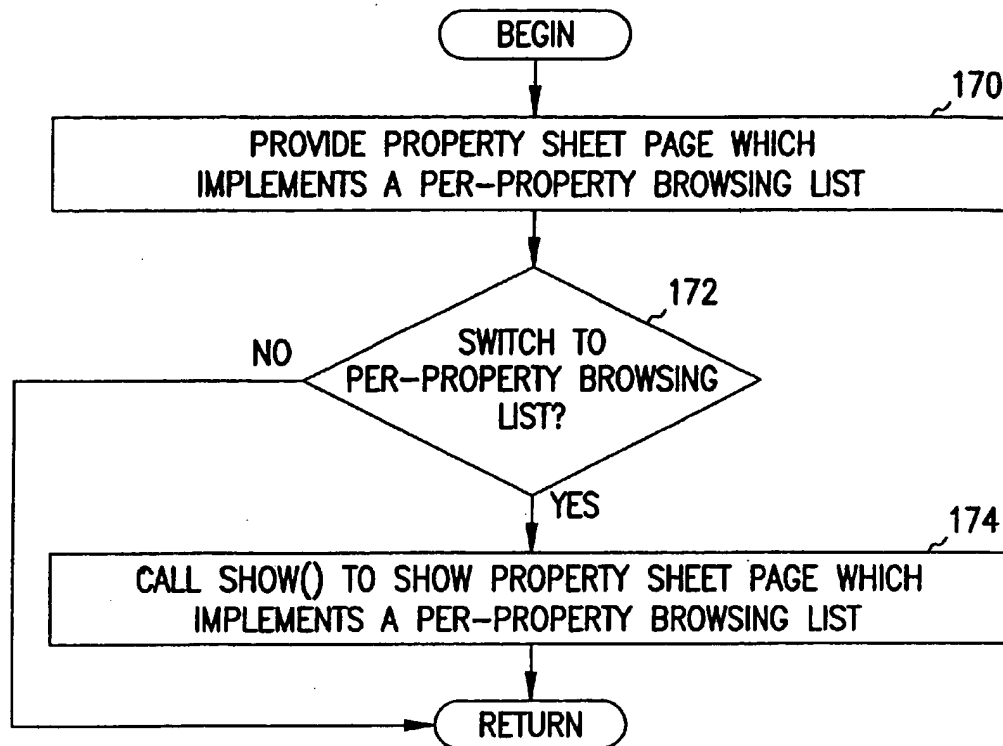 BEGIN
170
PROVIDE PROPERTY SHEET PAGE WHICH
IMPLEMENTS A PER-PROPERTY BROWSING LIST
172
SWITCH TO
PER-PROPERTY BROWSING
LIST?
NO
YES
174
CALL SHOW() TO SHOW PROPERTY SHEET PAGE WHICH
IMPLEMENTS A PER-PROPERTY BROWSING LIST
RETURN